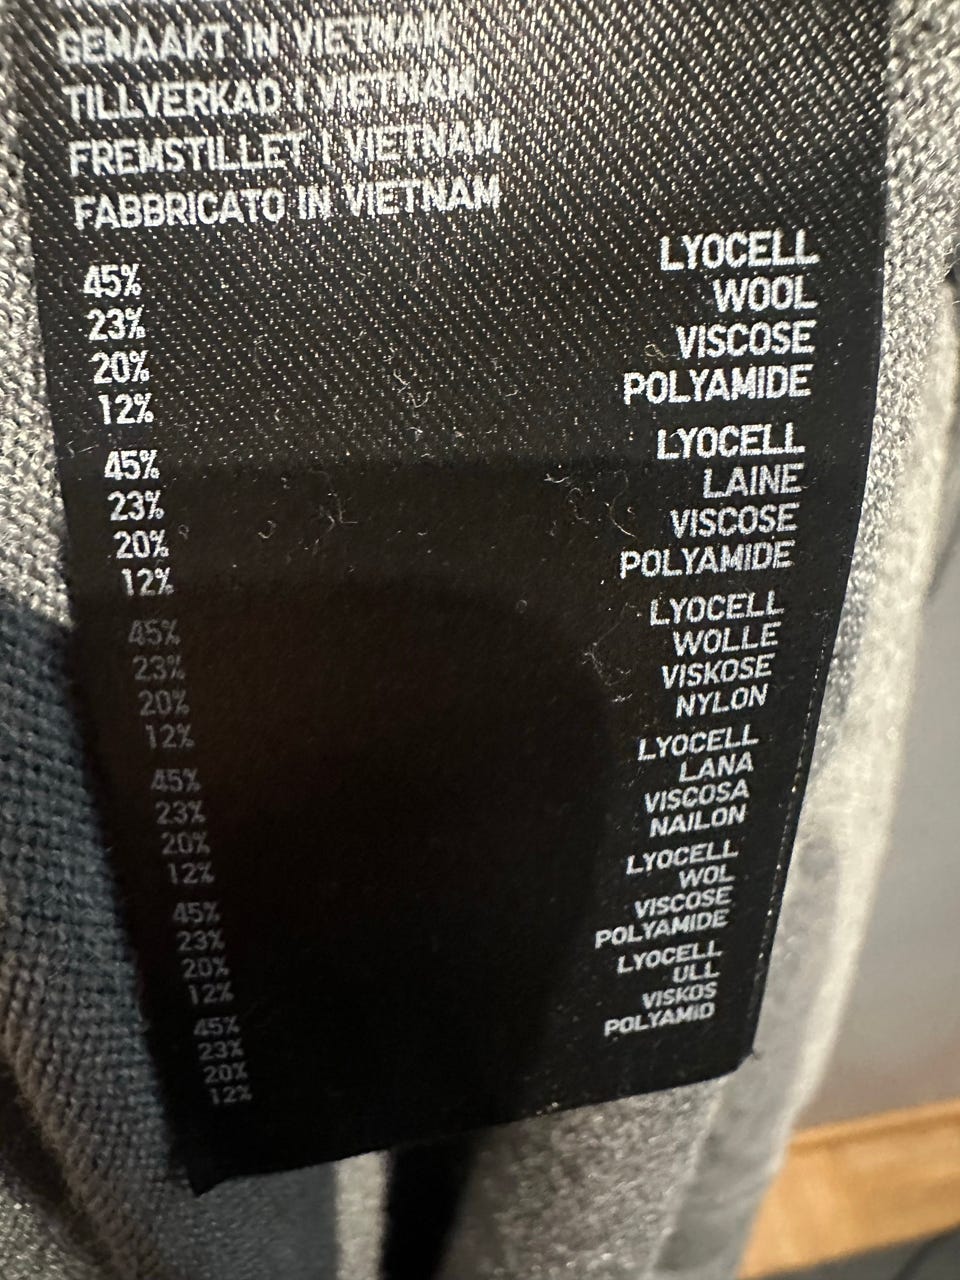 GEMAAKT IN VIETNAM
TILLVERKAD I VIETNAM
FREMSTILLET I VIETNAM
FABBRICATO IN VIETNAM
45% LYOCELL
23% WOOL
20% VISCOSE
12% POLYAMIDE
45% LYOCELL
23% LAINE
20% VISCOSE
12% POLYAMIDE
45% LYOCELL
23% WOLLE
20% VISKOSE
12% NYLON
45% LYOCELL
23% LANA
20% VISCOSA
12% NAILON
45% LYOCELL
23% WOL
20% VISCOSE
12% POLYAMIDE
45% LYOCELL
23% ULL
20% VISKOS
12% POLYAMID